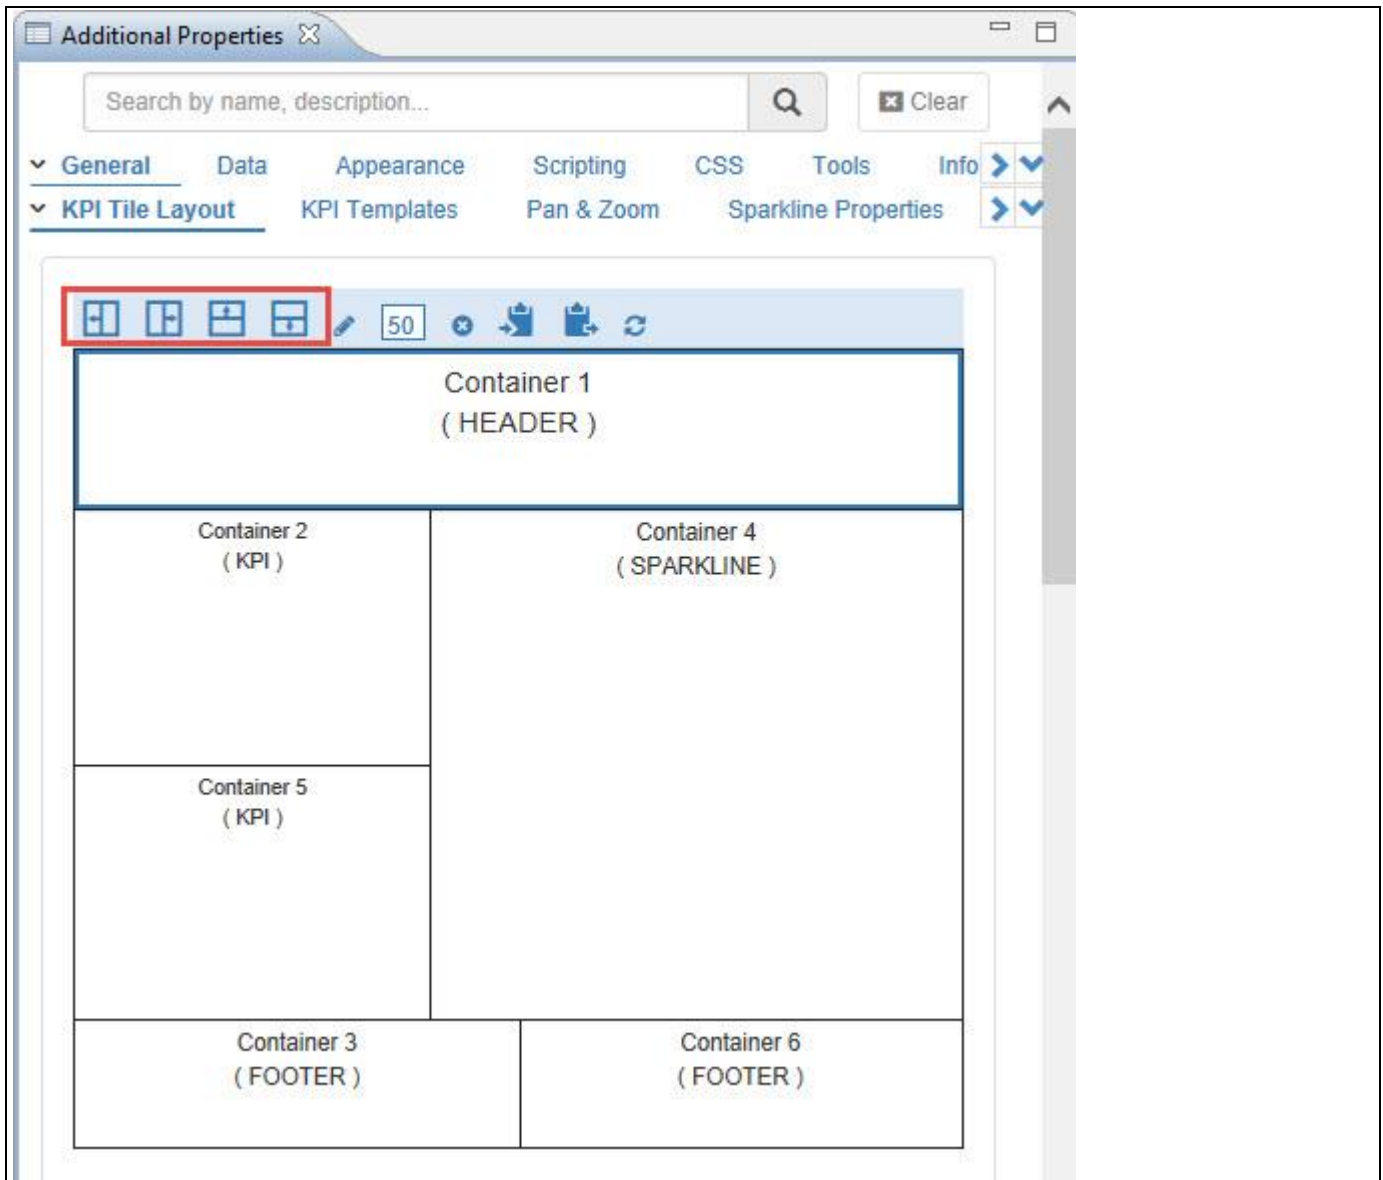 Additional Properties
Search by name, description... Clear
General Data Appearance Scripting CSS Tools Info
KPI Tile Layout KPI Templates Pan & Zoom Sparkline Properties
50
Container 1
( HEADER )
Container 2 Container 4
( KPI ) ( SPARKLINE )
Container 5
( KPI )
Container 3 Container 6
( FOOTER ) ( FOOTER )